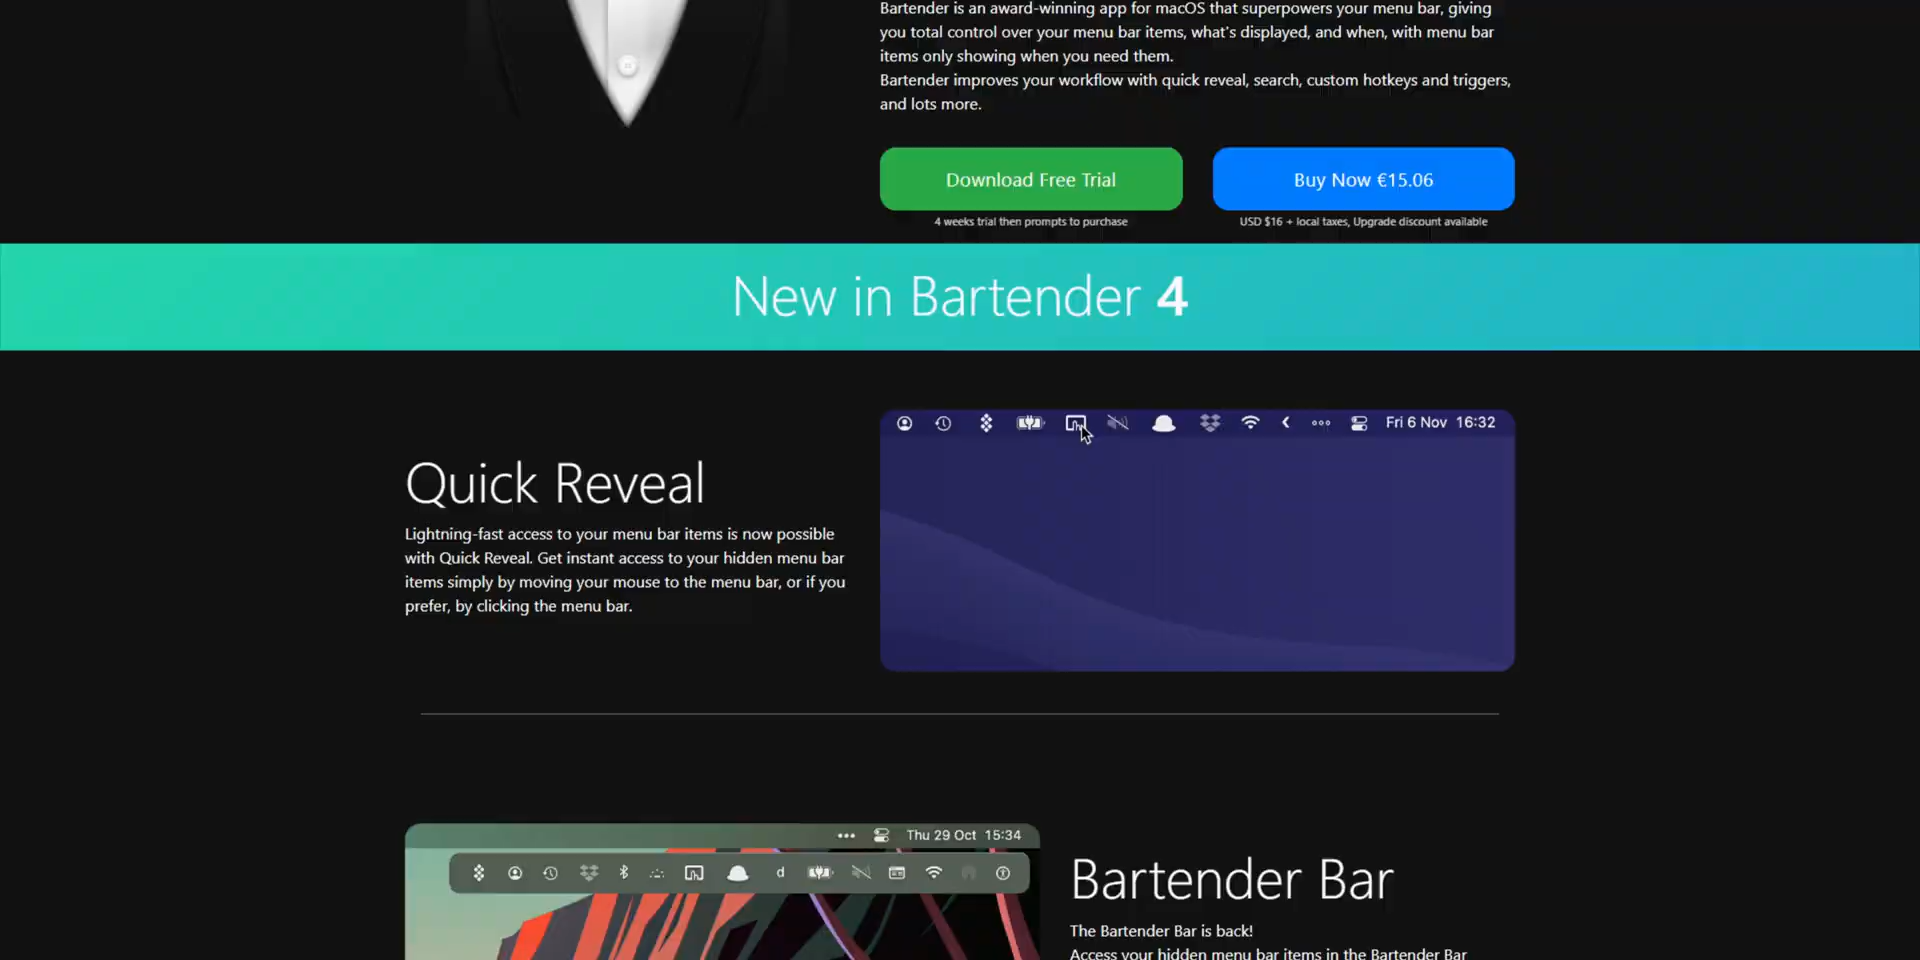 Bartender is an award-winning app for macOS that superpowers your menu bar, giving
you total control over your menu bar items, what's displayed, and when, with menu bar
items only showing when you need them.
Bartender improves your workflow with quick reveal, search, custom hotkeys and triggers,
and lots more.
Download Free Trial
Buy Now €15.06
4 weeks trial then prompts to purchase
USD $16 + local taxes, Upgrade discount available
New in Bartender 4
Fri 6 Nov 16:32
Quick Reveal
Lightning-fast access to your menu bar items is now possible
with Quick Reveal. Get instant access to your hidden menu bar
items simply by moving your mouse to the menu bar, or if you
prefer, by clicking the menu bar.
Thu 29 Oct 15:34
d
Bartender Bar
The Bartender Bar is back!
Access your hidden menu bar items in the Bartender Bar